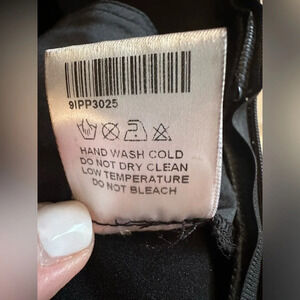 9IPP3025
HAND WASH COLD
DO NOT DRY CLEAN
LOW TEMPERATURE
DO NOT BLEACH